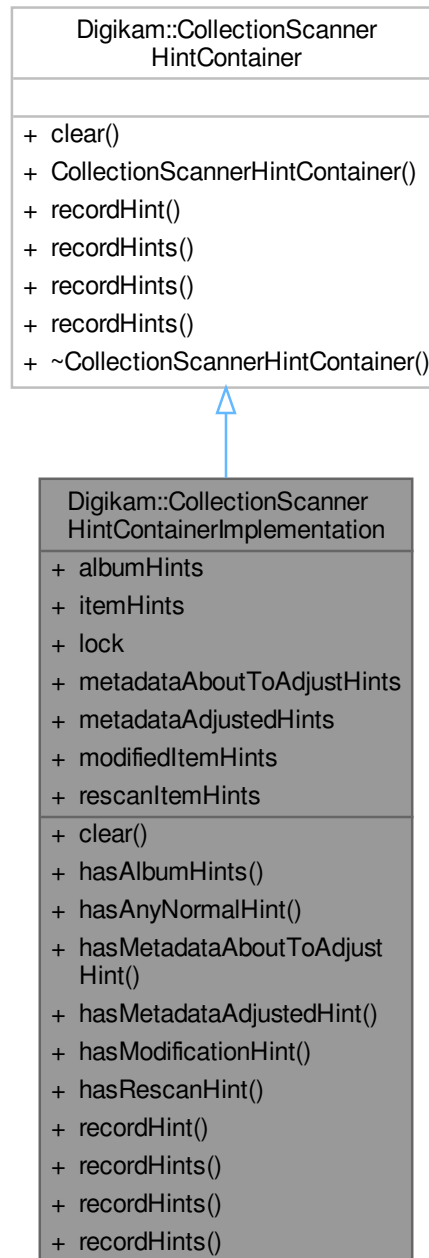 Digikam::CollectionScanner
HintContainer
+ clear()
+ CollectionScannerHintContainer()
+ recordHint()
+ recordHints()
+ recordHints()
+ recordHints()
+ ~CollectionScannerHintContainer()
Digikam::CollectionScanner
HintContainerImplementation
+ albumHints
+ itemHints
+ lock
+ metadataAboutToAdjustHints
+ metadataAdjustedHints
+ modifiedItemHints
+ rescanItemHints
+ clear()
+ hasAlbumHints()
+ hasAnyNormalHint()
+ hasMetadataAboutToAdjust
Hint()
+ hasMetadataAdjustedHint()
+ hasModificationHint()
+ hasRescanHint()
+ recordHint()
+ recordHints()
+ recordHints()
+ recordHints()